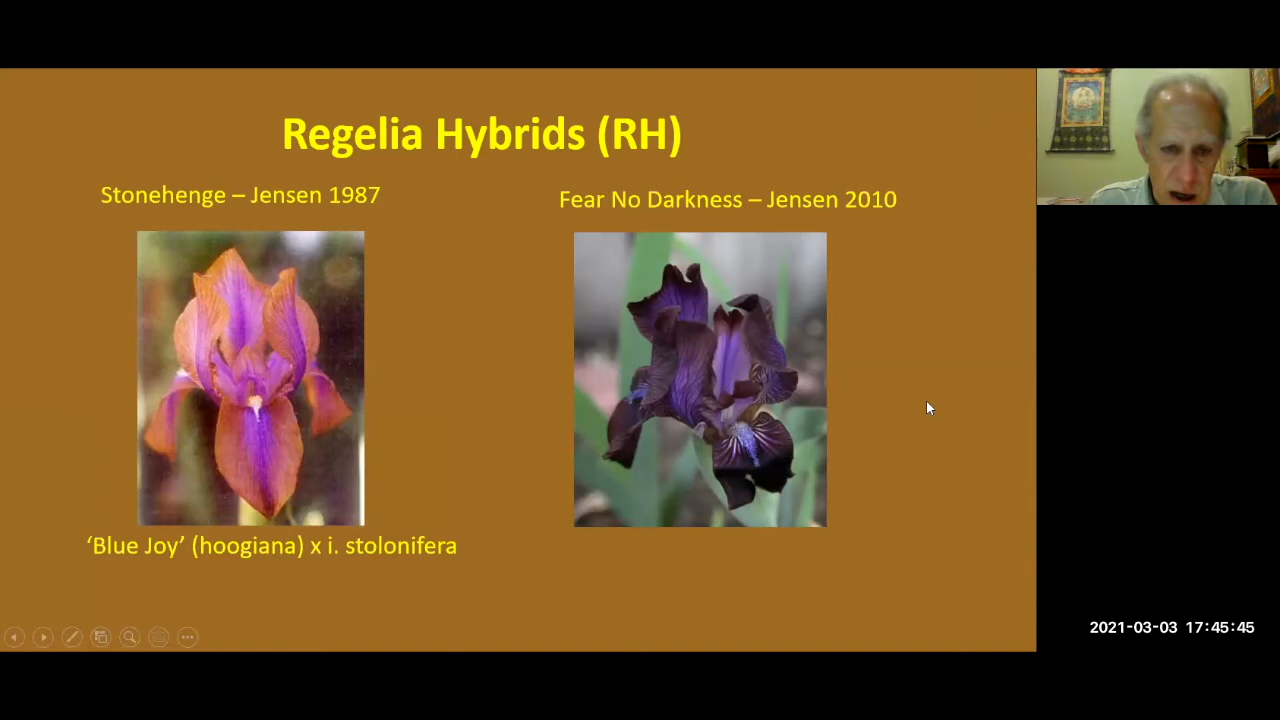 Regelia Hybrids (RH)
Stonehenge – Jensen 1987
Fear No Darkness – Jensen 2010
‘Blue Joy’ (hoogiana) x i. stolonifera
2021-03-03 17:45:45